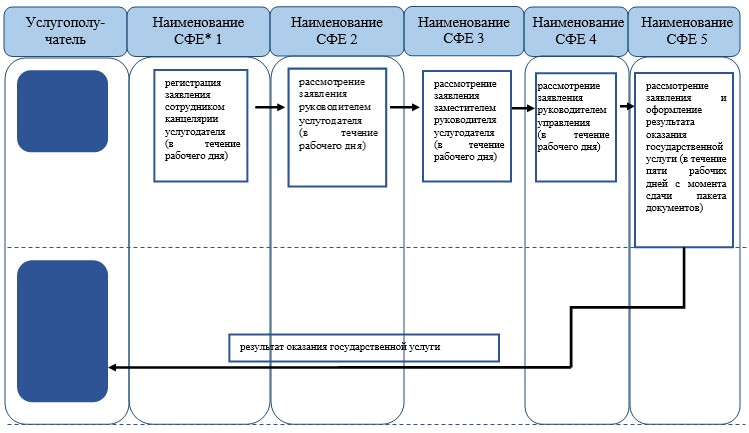 Услугополу-
чатель
Наименование
СФЕ* 1
Наименование
СФЕ 2
Наименование
СФЕ 3
Наименование
СФЕ 4
Наименование
СФЕ 5
регистрация
заявления
сотрудником
канцелярии
услугодателя
(в течение
рабочего дня)
рассмотрение
заявления
руководителем
услугодателя
(в течение
рабочего дня)
рассмотрение
заявления
заместителем
руководителя
услугодателя
(в течение
рабочего дня)
рассмотрение
заявления
руководителем
управления
(в течение
рабочего дня)
рассмотрение
заявления и
оформление
результата
оказания
государственной
услуги (в течение
пяти рабочих
дней с момента
сдачи пакета
документов)
результат оказания государственной услуги